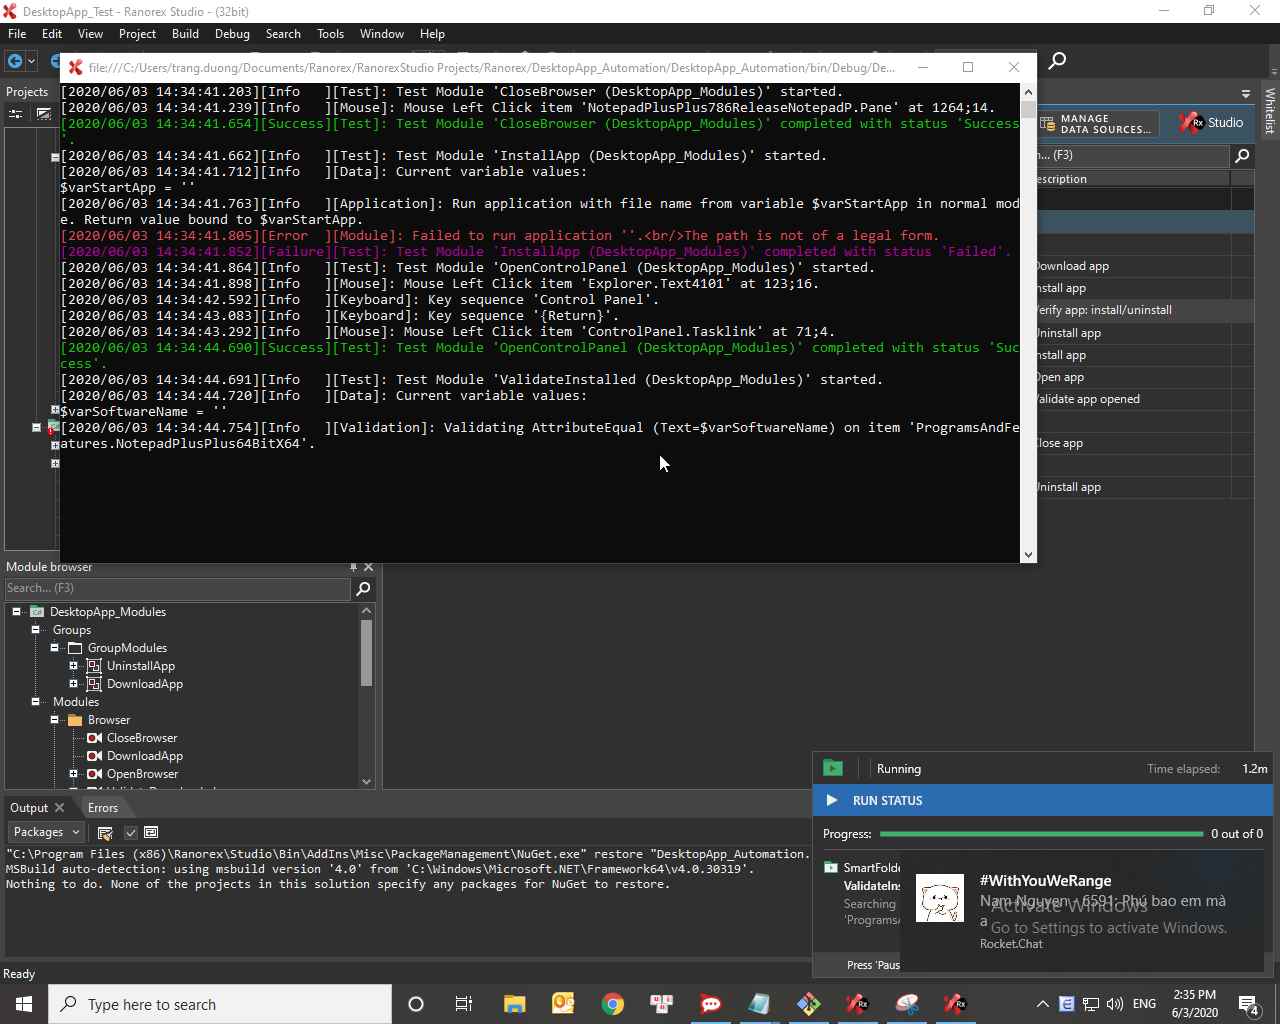 DesktopApp_Test - Ranorex Studio - (32bit)
File Edit View Project Build Debug Search Tools Window Help
file:///C:/Users/trang.duong/Documents/Ranorex/RanorexStudio Projects/Ranorex/DesktopApp_Automation/DesktopApp_Automation/bin/Debug/De...
Projects
[2020/06/03 14:34:41.203][Info   ][Test]: Test Module 'CloseBrowser (DesktopApp_Modules)' started.
[2020/06/03 14:34:41.239][Info   ][Mouse]: Mouse Left Click item 'NotepadPlusPlus786ReleaseNotepadP.Pane' at 1264;14.
[2020/06/03 14:34:41.654][Success][Test]: Test Module 'CloseBrowser (DesktopApp_Modules)' completed with status 'Success
'.
[2020/06/03 14:34:41.662][Info   ][Test]: Test Module 'InstallApp (DesktopApp_Modules)' started.
[2020/06/03 14:34:41.712][Info   ][Data]: Current variable values:
$varStartApp = ''
[2020/06/03 14:34:41.763][Info   ][Application]: Run application with file name from variable $varStartApp in normal mod
e. Return value bound to $varStartApp.
[2020/06/03 14:34:41.805][Error  ][Module]: Failed to run application ''.<br/>The path is not of a legal form.
[2020/06/03 14:34:41.852][Failure][Test]: Test Module 'InstallApp (DesktopApp_Modules)' completed with status 'Failed'.
[2020/06/03 14:34:41.864][Info   ][Test]: Test Module 'OpenControlPanel (DesktopApp_Modules)' started.
[2020/06/03 14:34:41.898][Info   ][Mouse]: Mouse Left Click item 'Explorer.Text4101' at 123;16.
[2020/06/03 14:34:42.592][Info   ][Keyboard]: Key sequence 'Control Panel'.
[2020/06/03 14:34:43.083][Info   ][Keyboard]: Key sequence '{Return}'.
[2020/06/03 14:34:43.292][Info   ][Mouse]: Mouse Left Click item 'ControlPanel.Tasklink' at 71;4.
[2020/06/03 14:34:44.690][Success][Test]: Test Module 'OpenControlPanel (DesktopApp_Modules)' completed with status 'Suc
cess'.
[2020/06/03 14:34:44.691][Info   ][Test]: Test Module 'ValidateInstalled (DesktopApp_Modules)' started.
[2020/06/03 14:34:44.720][Info   ][Data]: Current variable values:
$varSoftwareName = ''
[2020/06/03 14:34:44.754][Info   ][Validation]: Validating AttributeEqual (Text=$varSoftwareName) on item 'ProgramsAndFe
atures.NotepadPlusPlus64BitX64'.
Whitelist
MANAGE
DATA SOURCES...
Rx Studio
... (F3)
escription
Download app
nstall app
Verify app: install/uninstall
Uninstall app
nstall app
Open app
Validate app opened
Close app
Uninstall app
Module browser
Search... (F3)
DesktopApp_Modules
Groups
GroupModules
UninstallApp
DownloadApp
Modules
Browser
CloseBrowser
DownloadApp
OpenBrowser
Output Errors
Packages
"C:\Program Files (x86)\Ranorex\Studio\Bin\AddIns\Misc\PackageManagement\NuGet.exe" restore "DesktopApp_Automation.
MSBuild auto-detection: using msbuild version '4.0' from 'C:\Windows\Microsoft.NET\Framework64\v4.0.30319'.
Nothing to do. None of the projects in this solution specify any packages for NuGet to restore.
Running Time elapsed: 1.2m
RUN STATUS
Progress: 0 out of 0
SmartFolde
ValidateIns
Searching
'ProgramsA
Press 'Paus
#WithYouWeRange
Nam Nguyen - 6591: Phú bao em mà
a
Rocket.Chat
Activate Windows
Go to Settings to activate Windows.
Ready
Type here to search
ENG
2:35 PM
6/3/2020
4